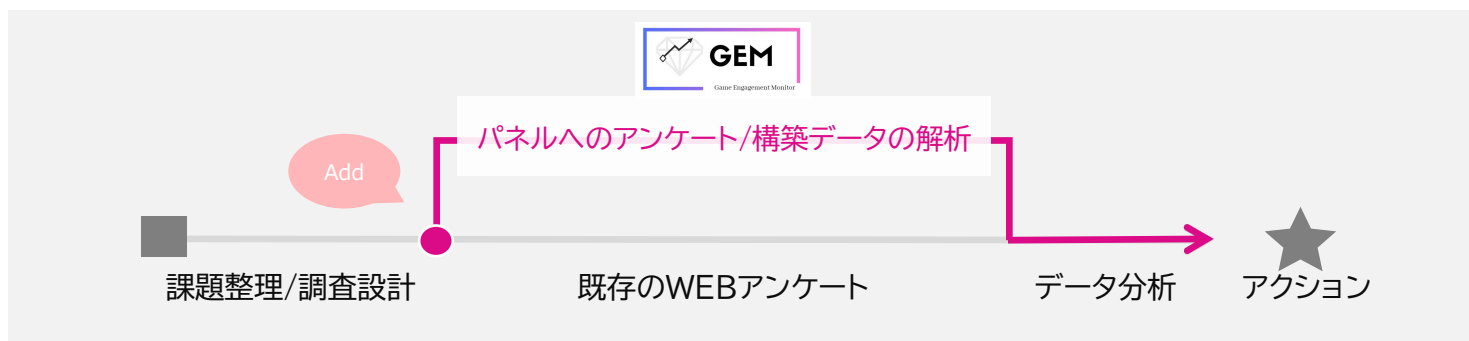 GEM
Game Engagement Monitor
パネルへのアンケート/構築データの解析
Add
課題整理/調査設計
既存のWEBアンケート
データ分析
アクション